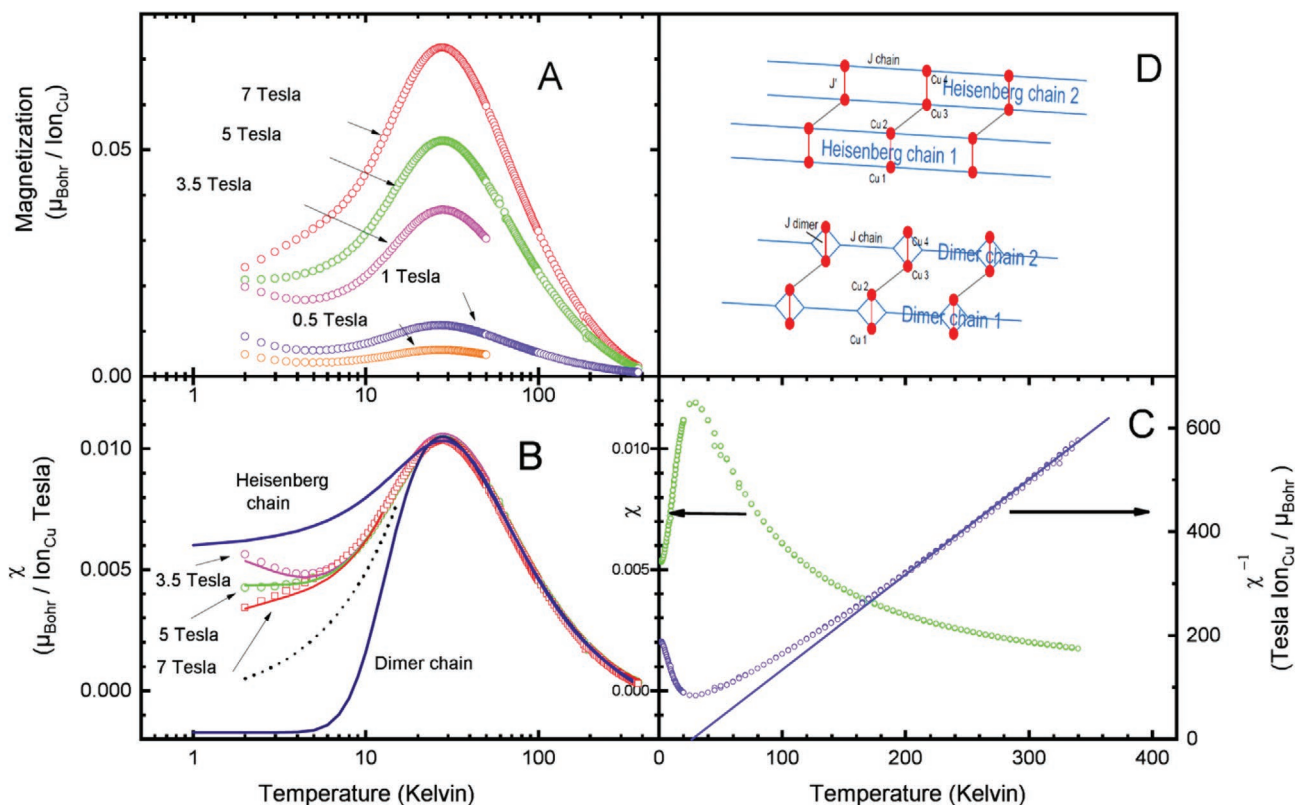 A
Magnetization
(μBohr / IonCu)
0.05
0.00
7 Tesla
5 Tesla
3.5 Tesla
1 Tesla
0.5 Tesla
1
10
100
D
J chain
J'
Cu 4
Heisenberg chain 2
Cu 3
Cu 2
Heisenberg chain 1
Cu 1
J dimer
J chain
Cu 4
Dimer chain 2
Cu 3
Cu 2
Dimer chain 1
Cu 1
B
χ
(μBohr / IonCu Tesla)
0.010
0.005
0.000
Heisenberg
chain
3.5 Tesla
5 Tesla
7 Tesla
Dimer chain
1
10
100
Temperature (Kelvin)
C
χ
0.010
0.005
0.000
600
400
200
0
χ-1
(Tesla IonCu / μBohr)
0
100
200
300
400
Temperature (Kelvin)